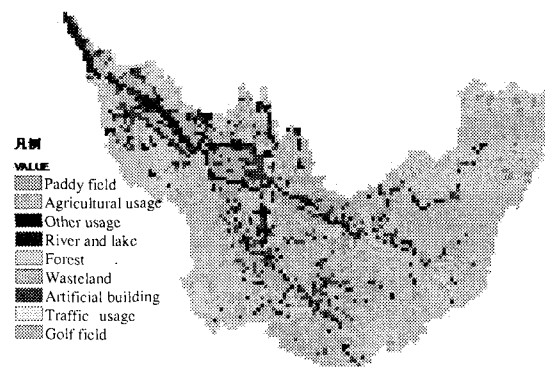 凡例
VALUE
Paddy field
Agricultural usage
Other usage
River and lake
Forest
Wasteland
Artificial building
Traffic usage
Golf field